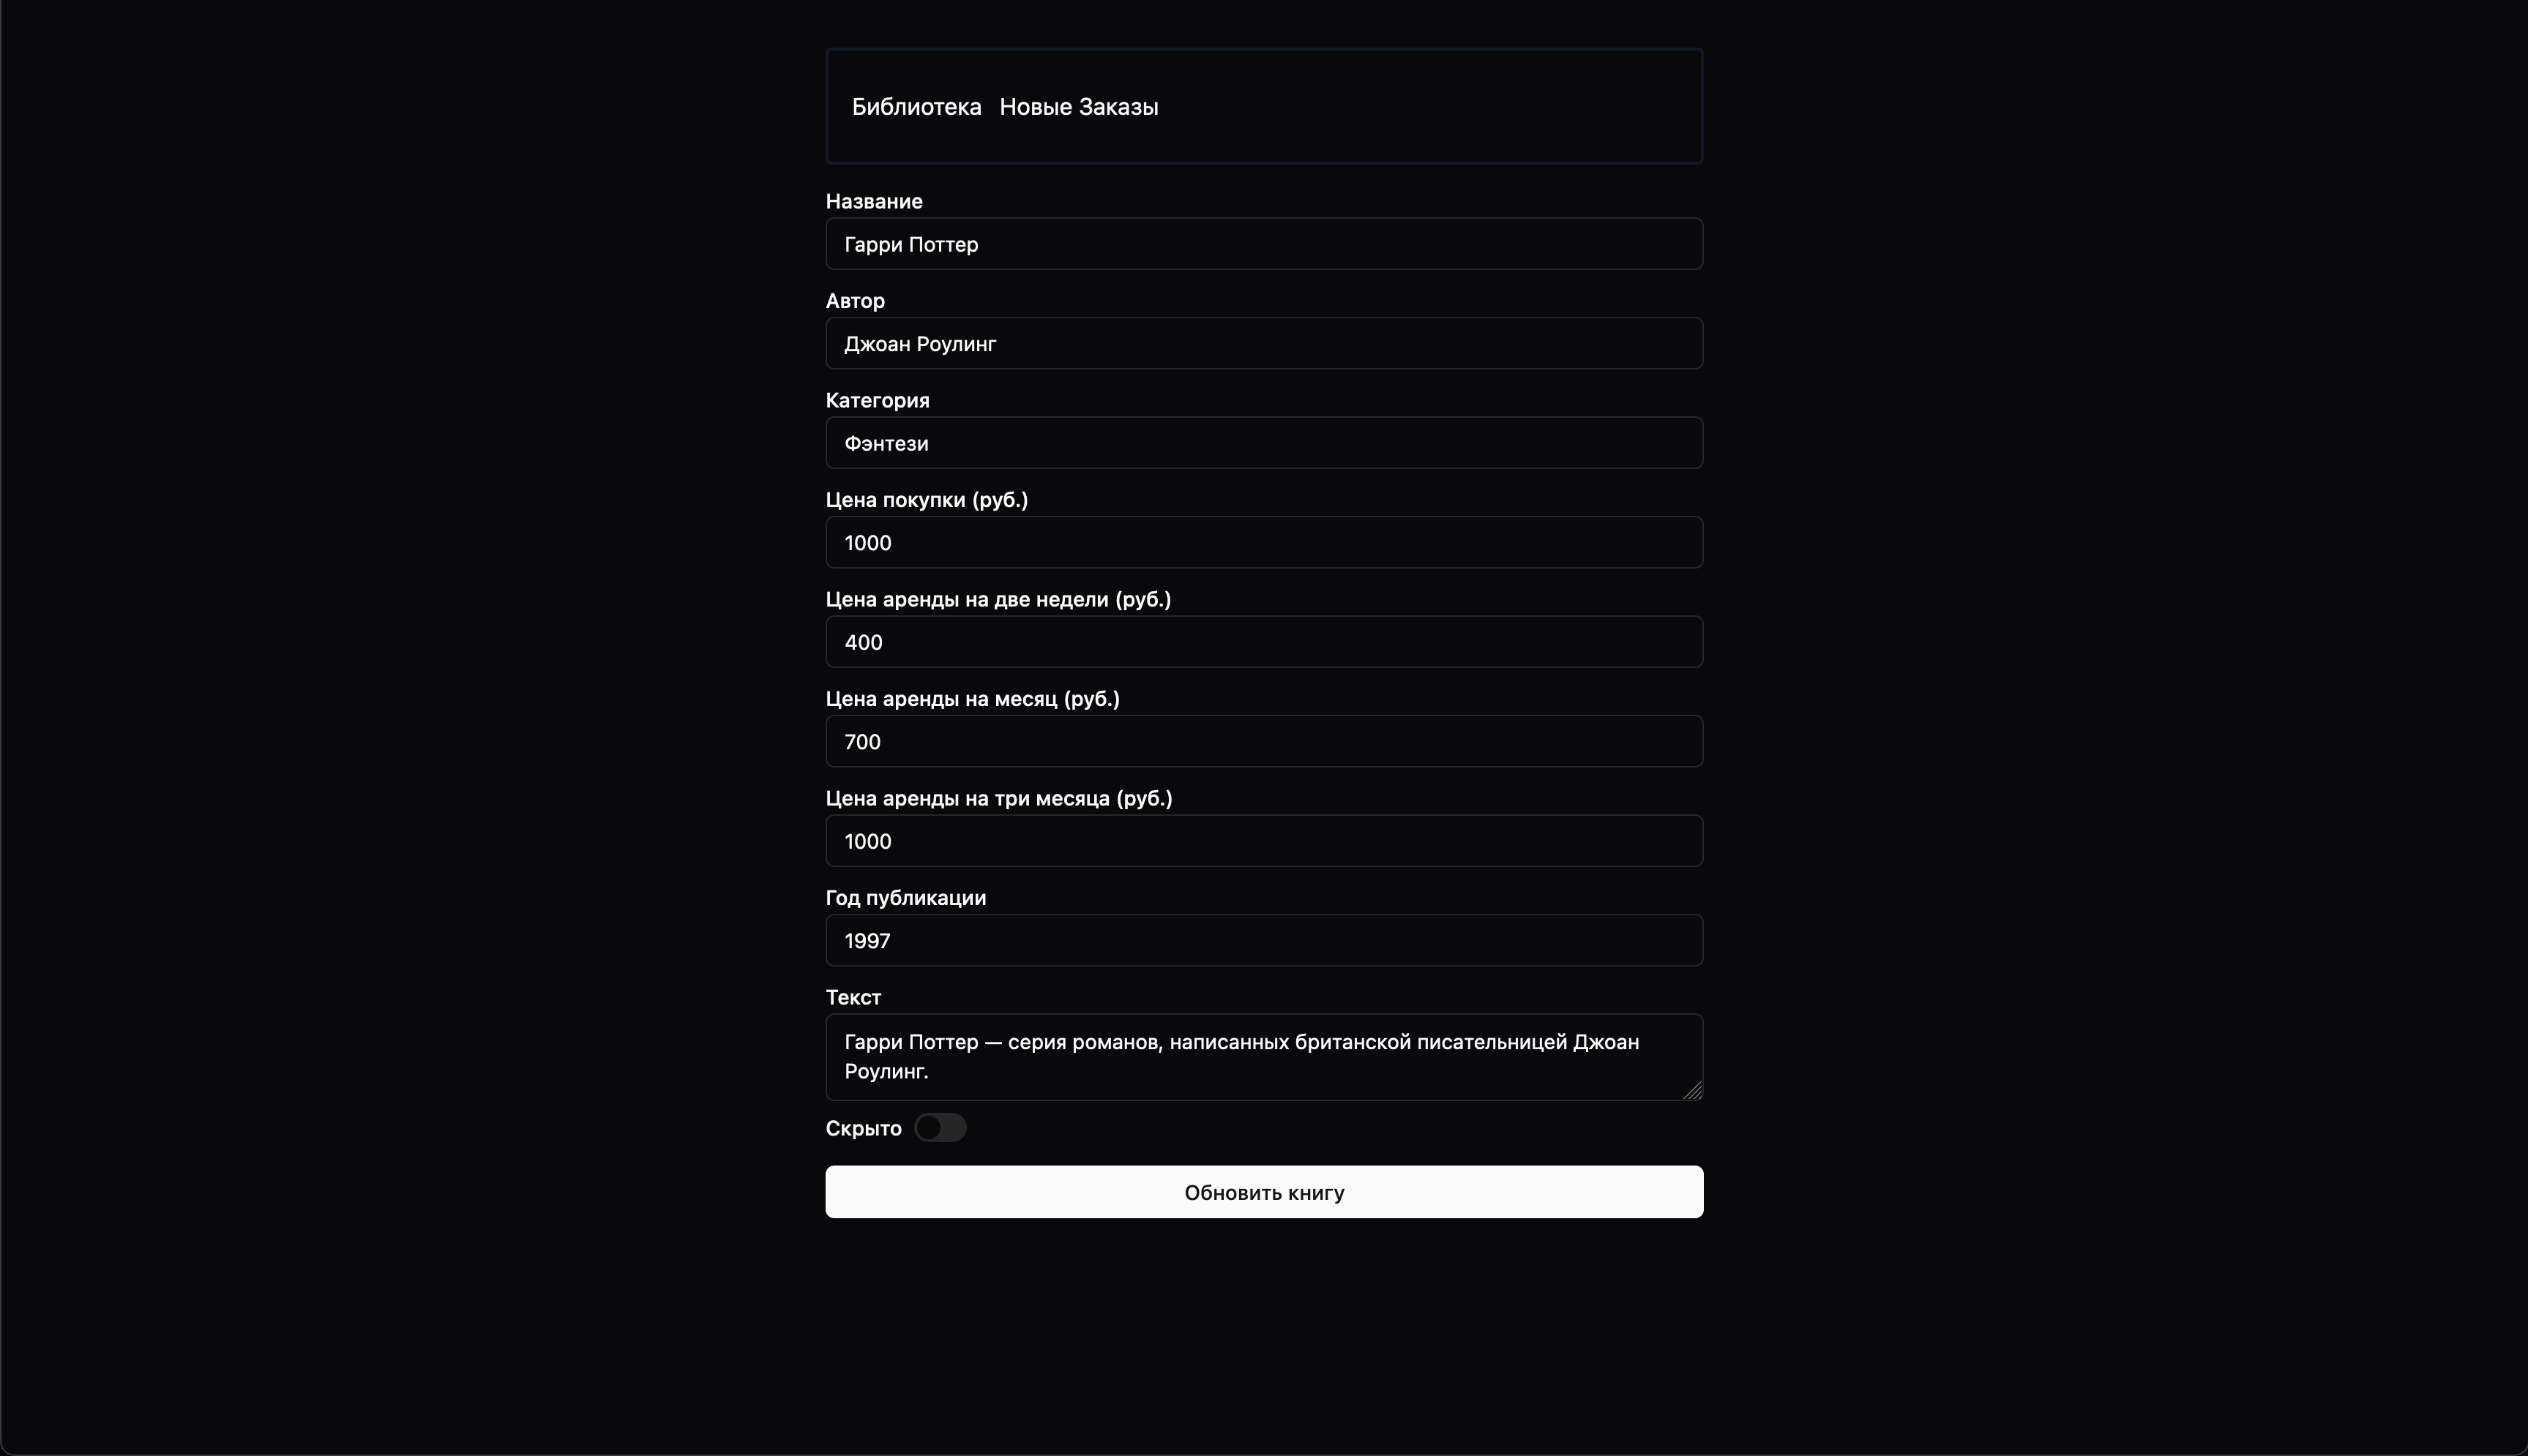 Библиотека Новые Заказы
Название
Гарри Поттер
Автор
Джоан Роулинг
Категория
Фэнтези
Цена покупки (руб.)
1000
Цена аренды на две недели (руб.)
400
Цена аренды на месяц (руб.)
700
Цена аренды на три месяца (руб.)
1000
Год публикации
1997
Текст
Гарри Поттер — серия романов, написанных британской писательницей Джоан
Роулинг.
Скрыто
Обновить книгу